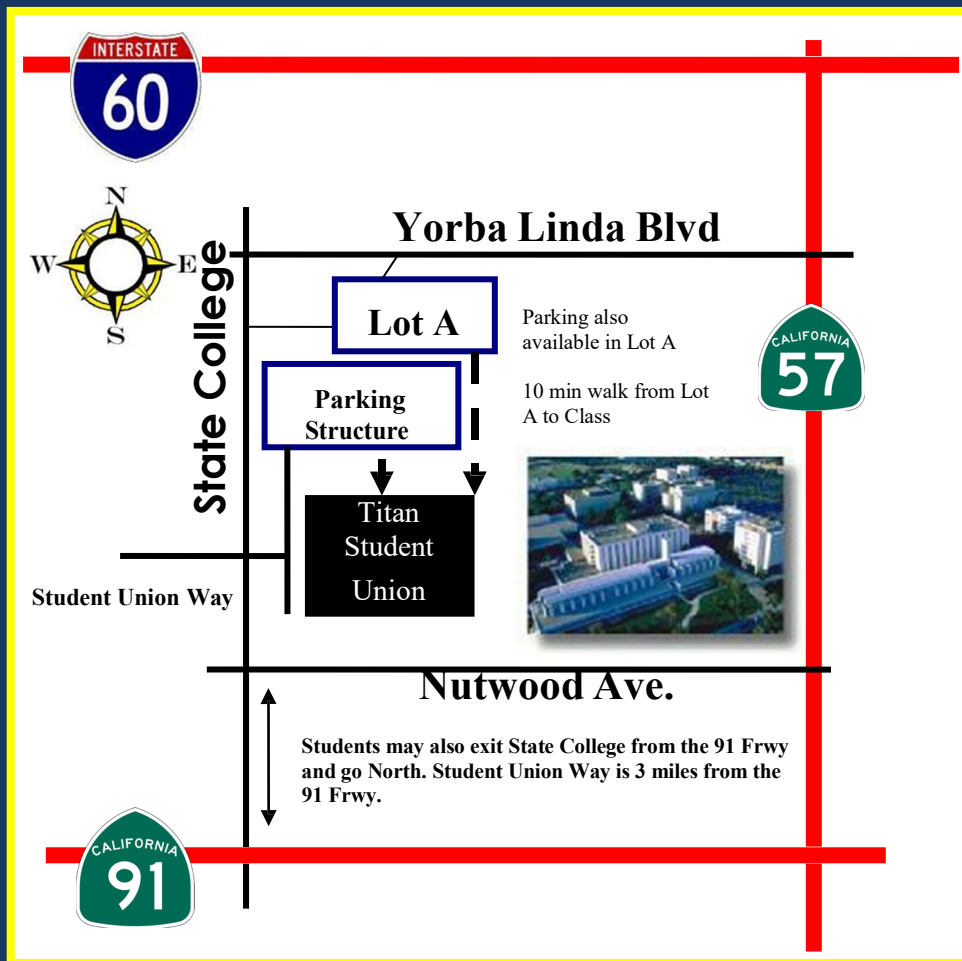 INTERSTATE
60
N
W
E
S
State College
Yorba Linda Blvd
Lot A
Parking also
available in Lot A
10 min walk from Lot
A to Class
CALIFORNIA
57
Parking
Structure
Titan
Student
Union
Student Union Way
Nutwood Ave.
Students may also exit State College from the 91 Frwy
and go North. Student Union Way is 3 miles from the
91 Frwy.
CALIFORNIA
91